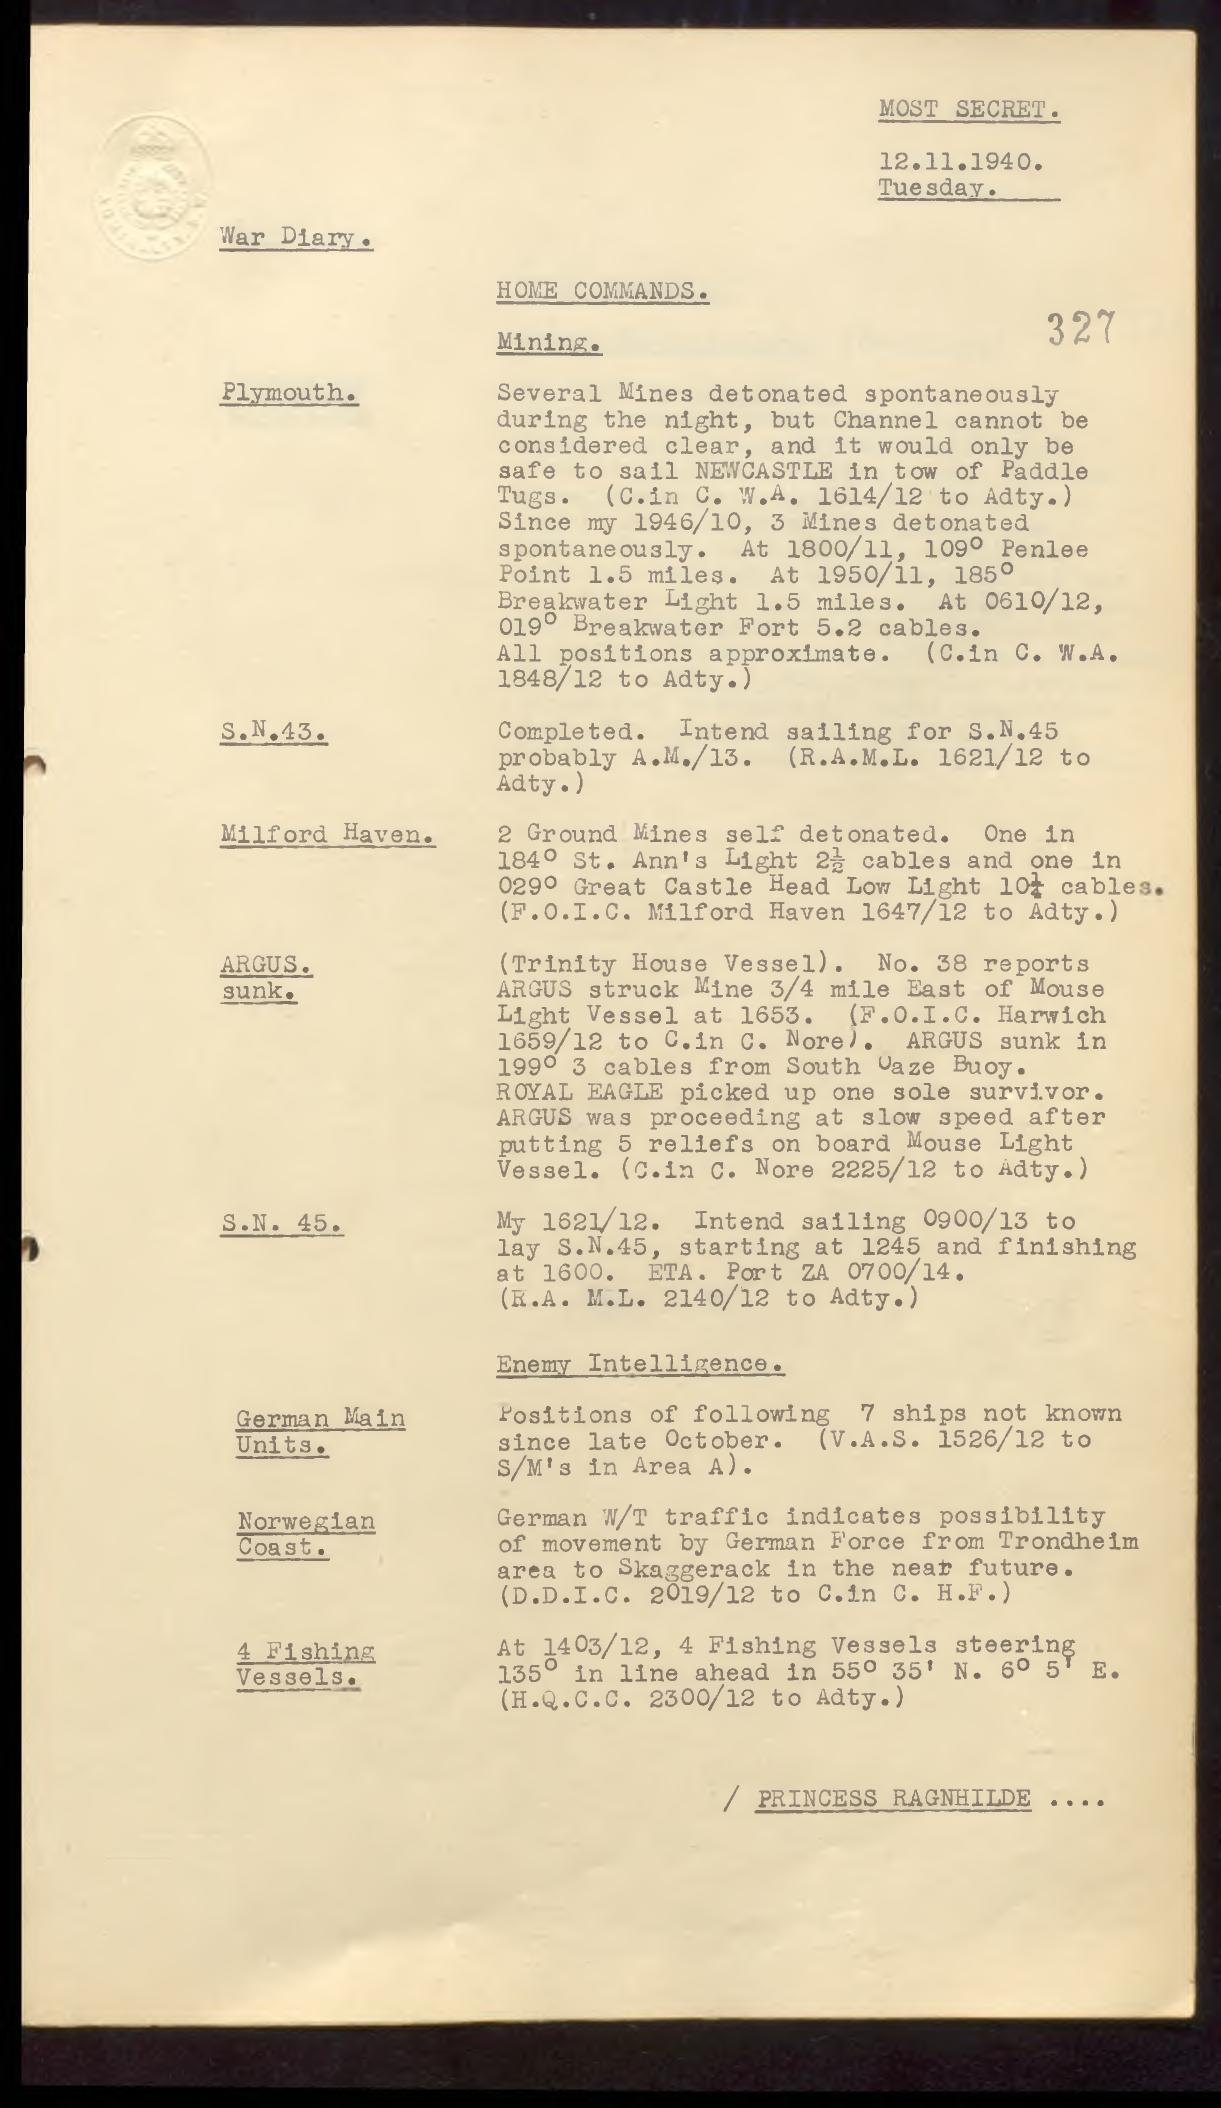 MOST SECRET.
12.11.1940.
Tuesday.
War Diary.
HOME COMMANDS.
327
Mining.
Plymouth.
Several Mines detonated spontaneously
during the night, but Channel cannot be
considered clear, and it would only be
safe to sail NEWCASTLE in tow of Paddle
Tugs. (C.in C. W.A. 1614/12 to Adty.)
Since my 1946/10, 3 Mines detonated
spontaneously. At 1800/11, 109° Penlee
Point 1.5 miles. At 1950/11, 185°
Breakwater Light 1.5 miles. At 0610/12,
019° Breakwater Fort 5.2 cables.
All positions approximate. (C.in C. W.A.
1848/12 to Adty.)
S.N.43.
Completed. Intend sailing for S.N.45
probably A.M./13. (R.A.M.L. 1621/12 to
Adty.)
Milford Haven.
2 Ground Mines self detonated. One in
184° St. Ann's Light 2½ cables and one in
029° Great Castle Head Low Light 10¼ cables.
(F.O.I.C. Milford Haven 1647/12 to Adty.)
ARGUS.
sunk.
(Trinity House Vessel). No. 38 reports
ARGUS struck Mine 3/4 mile East of Mouse
Light Vessel at 1653. (F.O.I.C. Harwich
1659/12 to C.in C. Nore). ARGUS sunk in
199° 3 cables from South Oaze Buoy.
ROYAL EAGLE picked up one sole survivor.
ARGUS was proceeding at slow speed after
putting 5 reliefs on board Mouse Light
Vessel. (C.in C. Nore 2225/12 to Adty.)
S.N. 45.
My 1621/12. Intend sailing 0900/13 to
lay S.N.45, starting at 1245 and finishing
at 1600. ETA. Port ZA 0700/14.
(R.A. M.L. 2140/12 to Adty.)
Enemy Intelligence.
German Main
Units.
Positions of following 7 ships not known
since late October. (V.A.S. 1526/12 to
S/M's in Area A).
Norwegian
Coast.
German W/T traffic indicates possibility
of movement by German Force from Trondheim
area to Skaggerack in the near future.
(D.D.I.C. 2019/12 to C.in C. H.F.)
4 Fishing
Vessels.
At 1403/12, 4 Fishing Vessels steering
135° in line ahead in 55° 35' N. 6° 5' E.
(H.Q.C.C. 2300/12 to Adty.)
/ PRINCESS RAGNHILDE ....